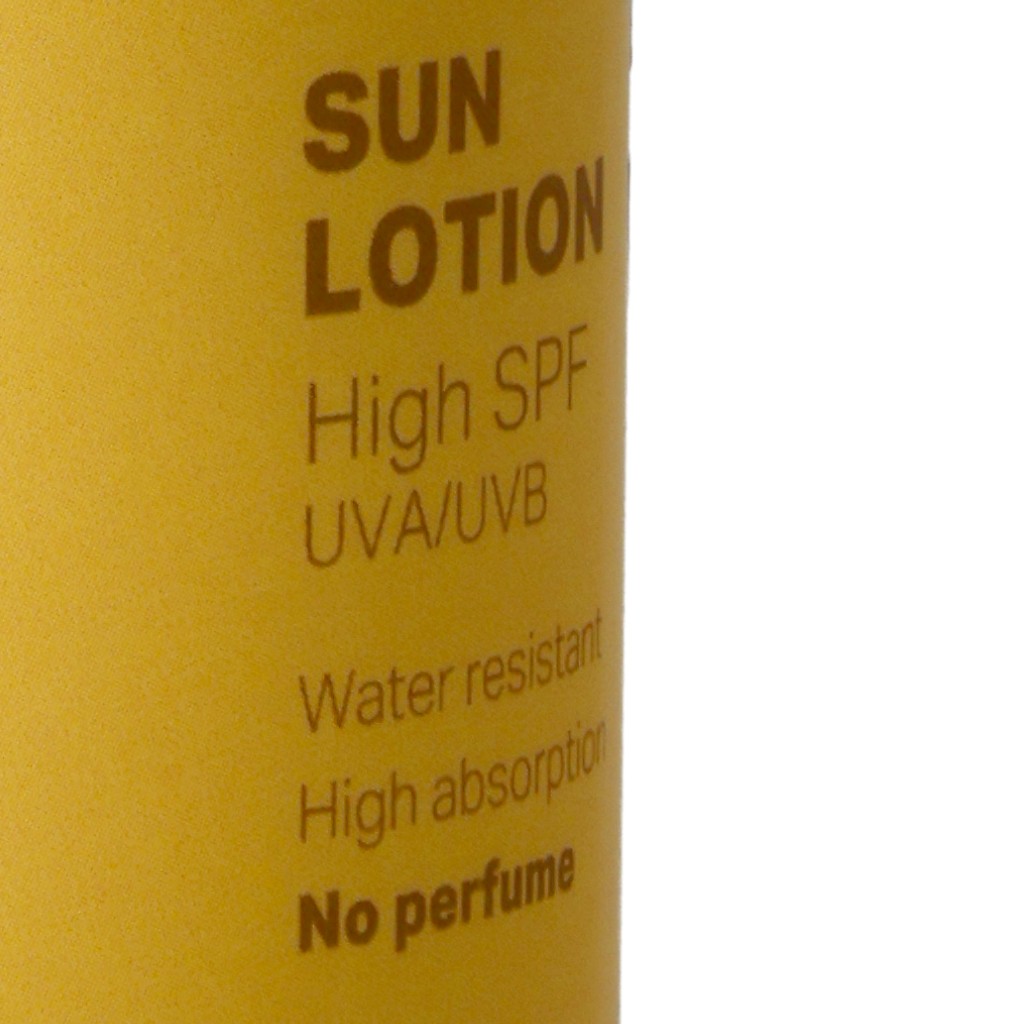 SUN
LOTION
High SPF
UVA/UVB
Water resistant
High absorption
No perfume